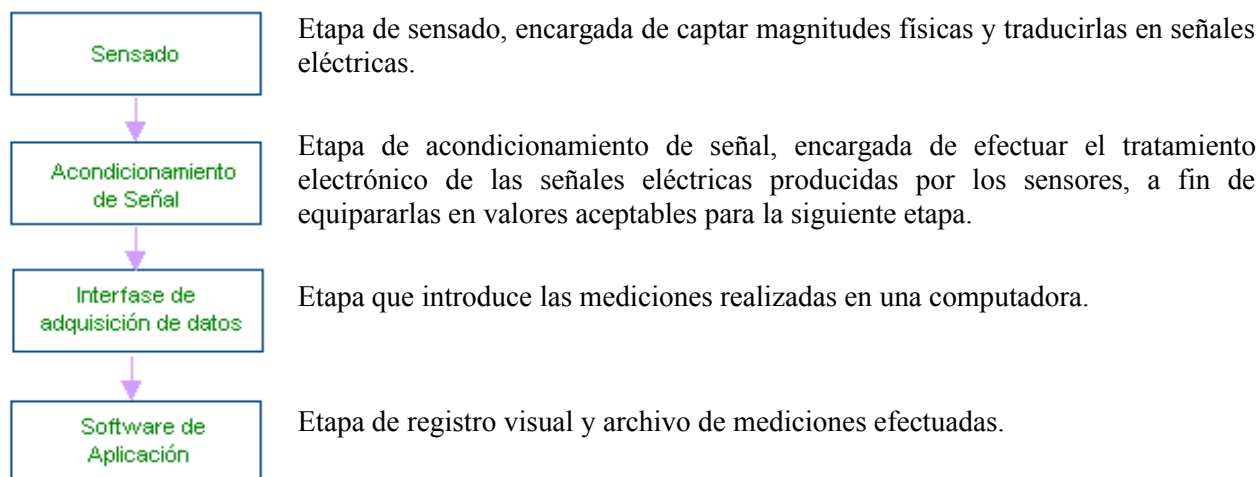 Sensado
Etapa de sensado, encargada de captar magnitudes físicas y traducirlas en señales
eléctricas.
Acondicionamiento
de Señal
Etapa de acondicionamiento de señal, encargada de efectuar el tratamiento
electrónico de las señales eléctricas producidas por los sensores, a fin de
equipararlas en valores aceptables para la siguiente etapa.
Interfase de
adquisición de datos
Etapa que introduce las mediciones realizadas en una computadora.
Software de
Aplicación
Etapa de registro visual y archivo de mediciones efectuadas.